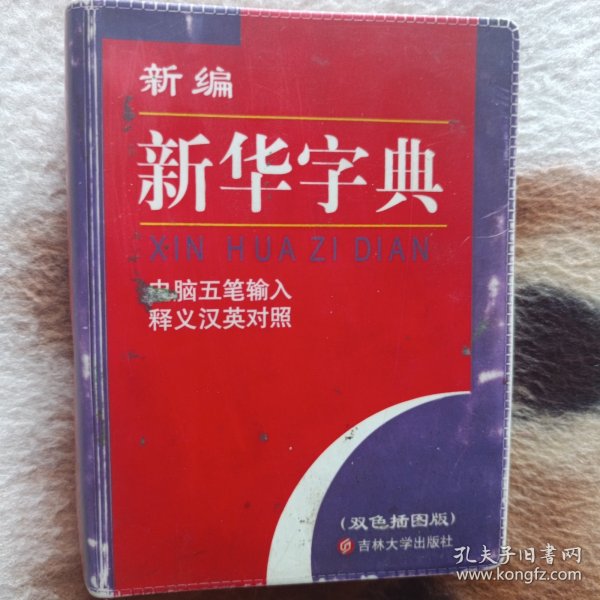 新编
新华字典
XIN HUA ZI DIAN
电脑五笔输入
释义汉英对照
(双色插图版)
吉林大学出版社
孔夫子旧书网
www.kongfz.com